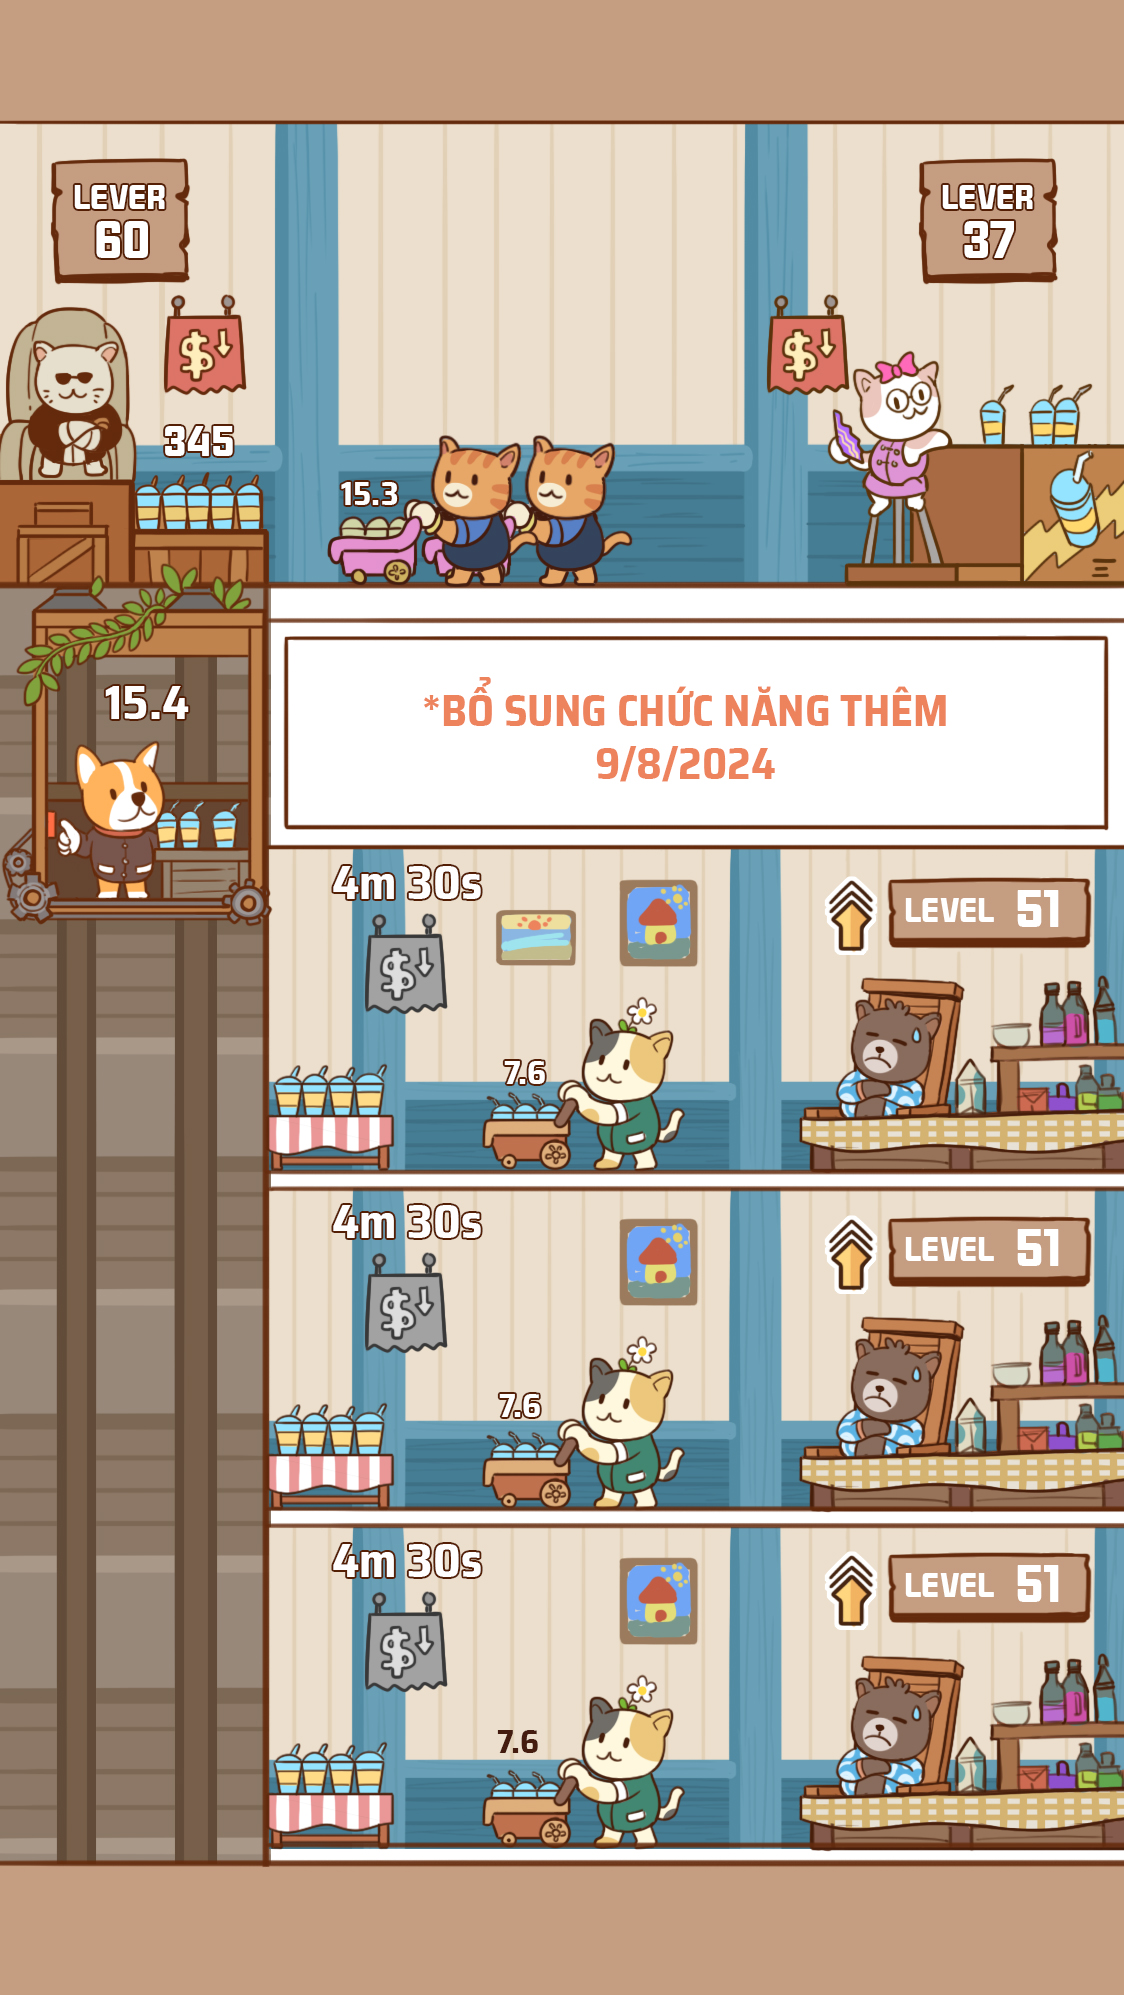 LEVER
60
LEVER
37
$
$
345
15.3
15.4
*BỔ SUNG CHỨC NĂNG THÊM
9/8/2024
4m 30s
LEVEL 51
$
7.6
4m 30s
LEVEL 51
$
7.6
4m 30s
LEVEL 51
$
7.6